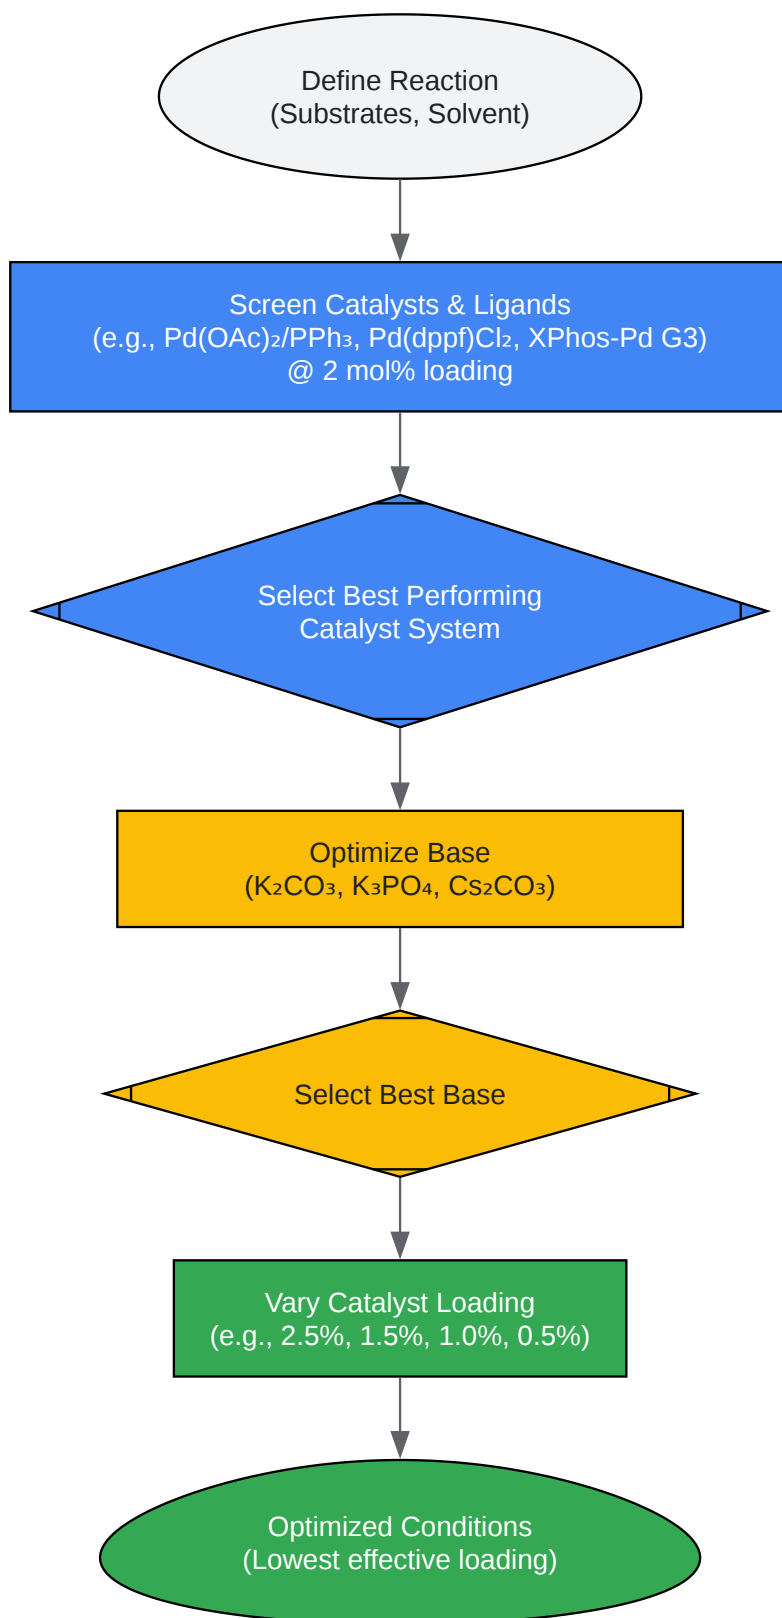 Define Reaction
(Substrates, Solvent)
Screen Catalysts & Ligands
(e.g., Pd(OAc)₂/PPh₃, Pd(dppf)Cl₂, XPhos-Pd G3)
@ 2 mol% loading
Select Best Performing
Catalyst System
Optimize Base
(K₂CO₃, K₃PO₄, Cs₂CO₃)
Select Best Base
Vary Catalyst Loading
(e.g., 2.5%, 1.5%, 1.0%, 0.5%)
Optimized Conditions
(Lowest effective loading)